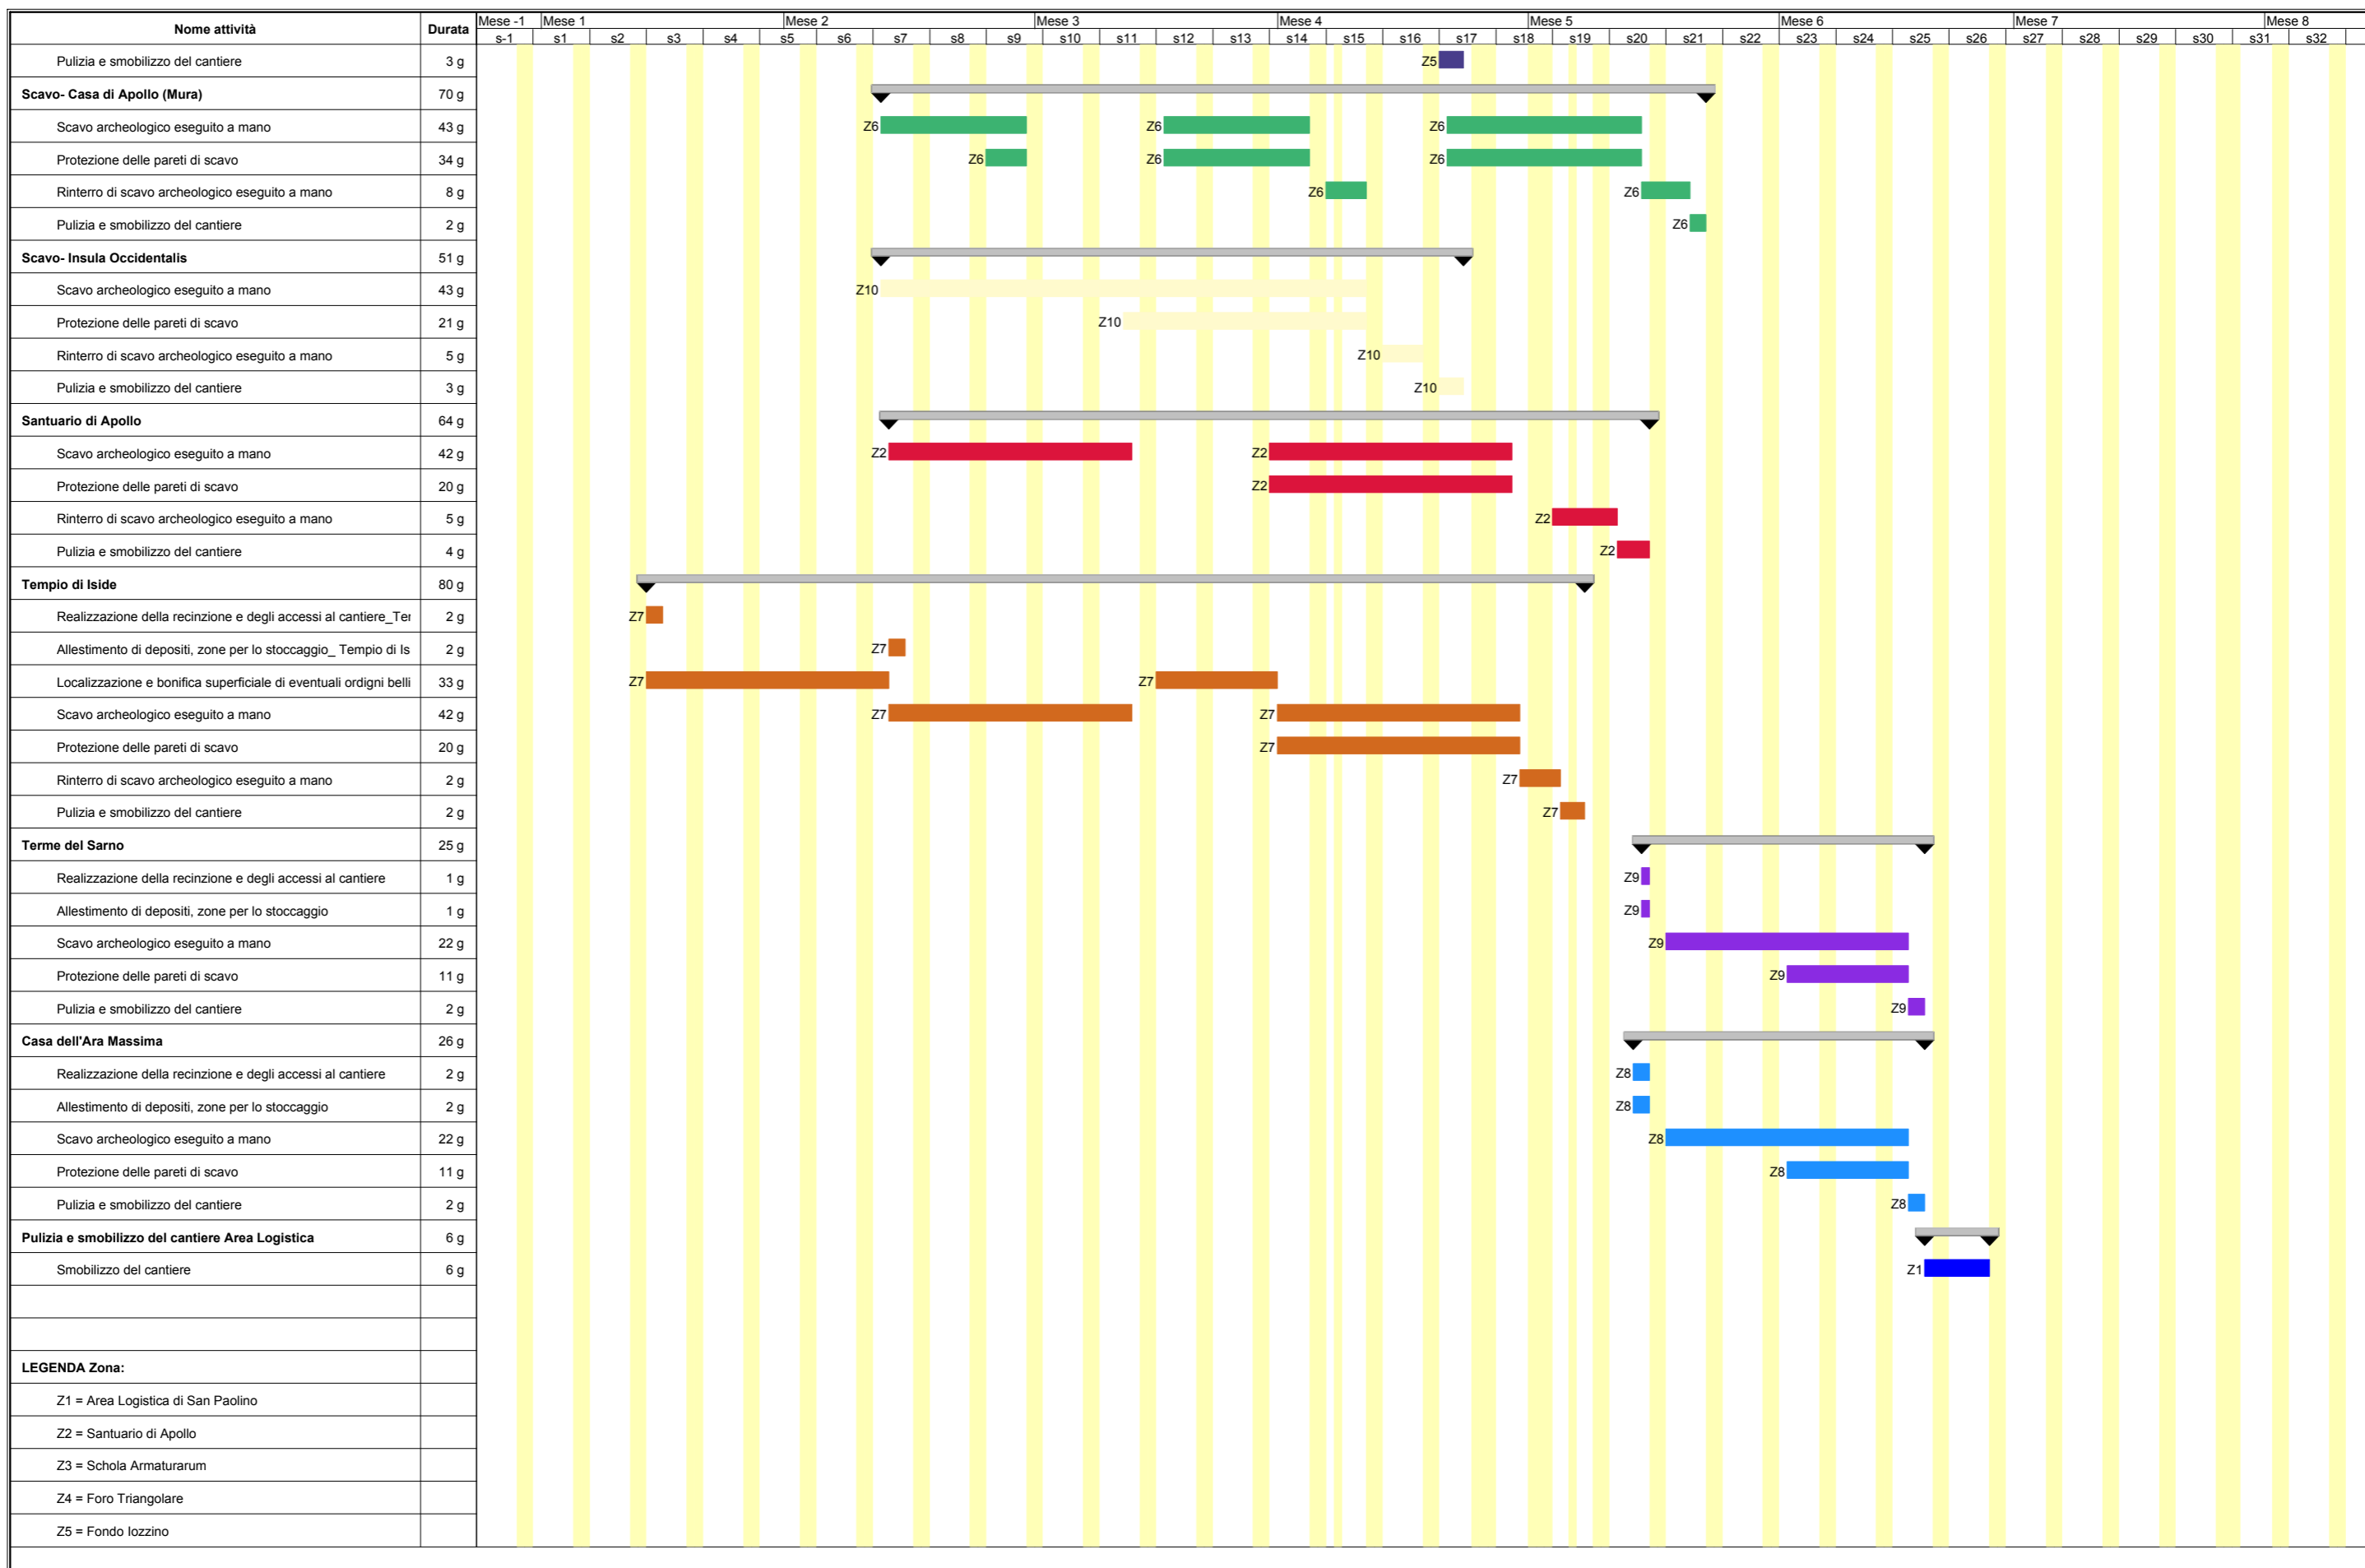 Nome attività Durata Mese -1 Mese 1 Mese 2 Mese 3 Mese 4 Mese 5 Mese 6 Mese 7 Mese 8
s-1 s1 s2 s3 s4 s5 s6 s7 s8 s9 s10 s11 s12 s13 s14 s15 s16 s17 s18 s19 s20 s21 s22 s23 s24 s25 s26 s27 s28 s29 s30 s31 s32
Pulizia e smobilizzo del cantiere 3 g Z5
Scavo- Casa di Apollo (Mura) 70 g
Scavo archeologico eseguito a mano 43 g Z6 Z6 Z6
Protezione delle pareti di scavo 34 g Z6 Z6 Z6
Rinterro di scavo archeologico eseguito a mano 8 g Z6 Z6
Pulizia e smobilizzo del cantiere 2 g Z6
Scavo- Insula Occidentalis 51 g
Scavo archeologico eseguito a mano 43 g Z10
Protezione delle pareti di scavo 21 g Z10
Rinterro di scavo archeologico eseguito a mano 5 g Z10
Pulizia e smobilizzo del cantiere 3 g Z10
Santuario di Apollo 64 g
Scavo archeologico eseguito a mano 42 g Z2 Z2
Protezione delle pareti di scavo 20 g Z2
Rinterro di scavo archeologico eseguito a mano 5 g Z2
Pulizia e smobilizzo del cantiere 4 g Z2
Tempio di Iside 80 g
Realizzazione della recinzione e degli accessi al cantiere_Ter 2 g Z7
Allestimento di depositi, zone per lo stoccaggio_ Tempio di Is 2 g Z7
Localizzazione e bonifica superficiale di eventuali ordigni belli 33 g Z7 Z7
Scavo archeologico eseguito a mano 42 g Z7 Z7
Protezione delle pareti di scavo 20 g Z7
Rinterro di scavo archeologico eseguito a mano 2 g Z7
Pulizia e smobilizzo del cantiere 2 g Z7
Terme del Sarno 25 g
Realizzazione della recinzione e degli accessi al cantiere 1 g Z9
Allestimento di depositi, zone per lo stoccaggio 1 g Z9
Scavo archeologico eseguito a mano 22 g Z9
Protezione delle pareti di scavo 11 g Z9
Pulizia e smobilizzo del cantiere 2 g Z9
Casa dell'Ara Massima 26 g
Realizzazione della recinzione e degli accessi al cantiere 2 g Z8
Allestimento di depositi, zone per lo stoccaggio 2 g Z8
Scavo archeologico eseguito a mano 22 g Z8
Protezione delle pareti di scavo 11 g Z8
Pulizia e smobilizzo del cantiere 2 g Z8
Pulizia e smobilizzo del cantiere Area Logistica 6 g
Smobilizzo del cantiere 6 g Z1
LEGENDA Zona:
Z1 = Area Logistica di San Paolino
Z2 = Santuario di Apollo
Z3 = Schola Armaturarum
Z4 = Foro Triangolare
Z5 = Fondo Iozzino